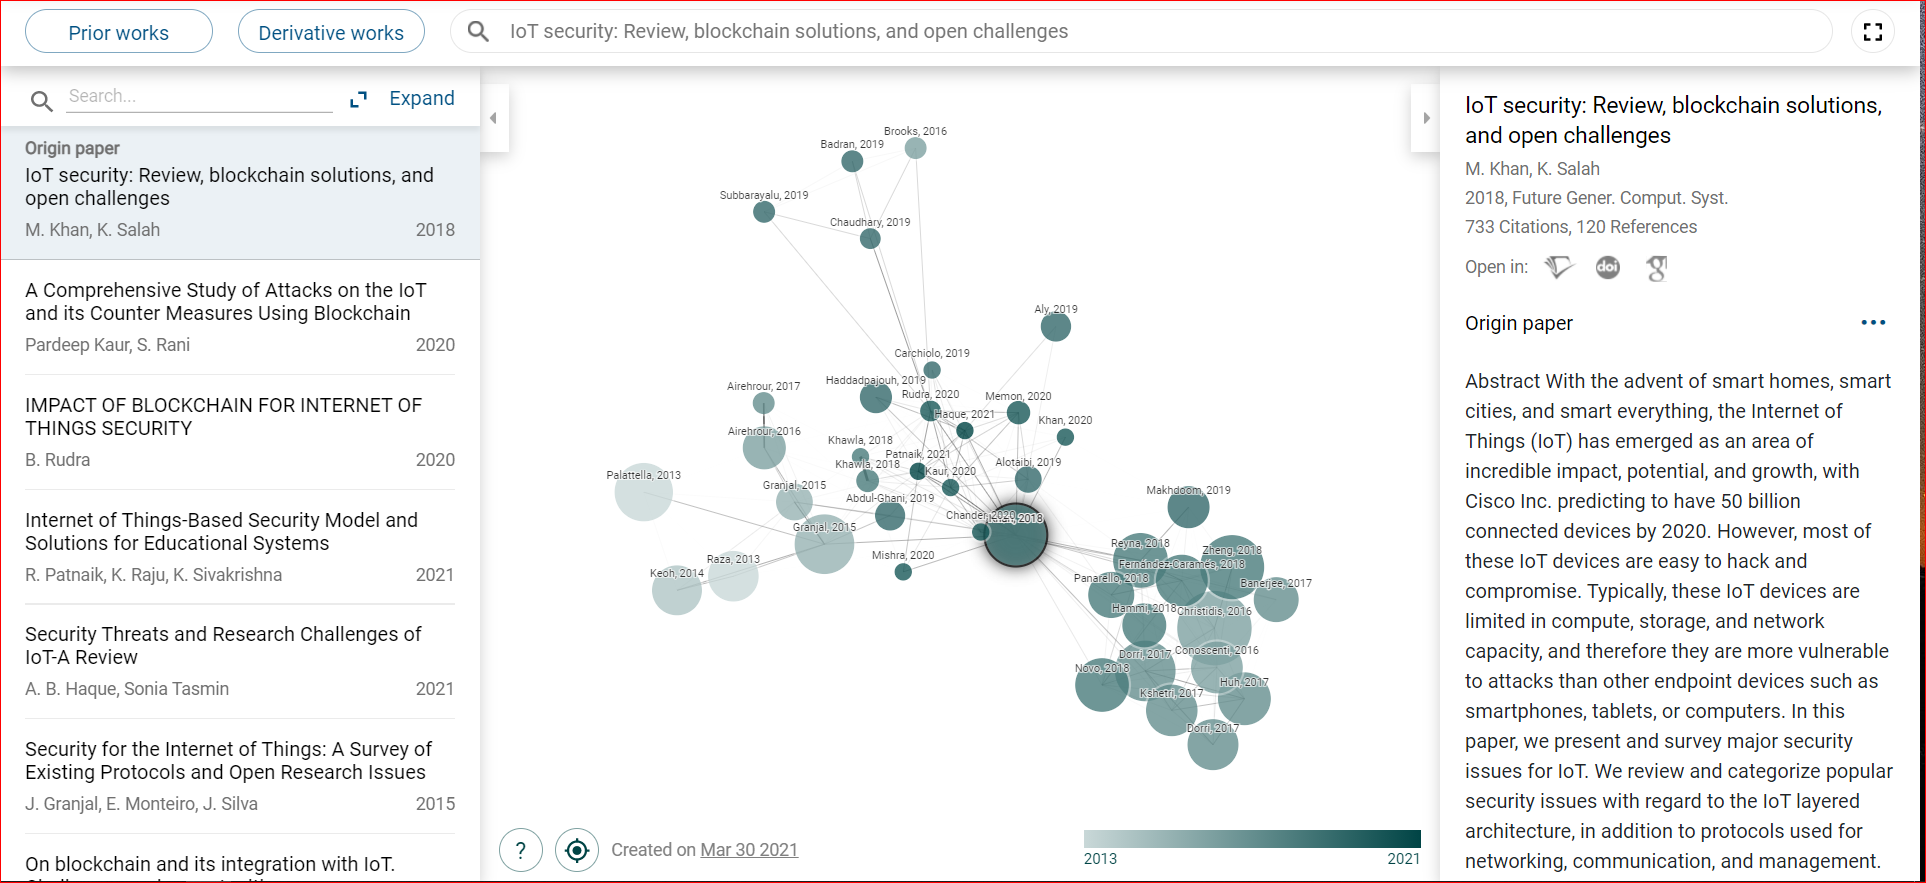 Prior works
Derivative works
IoT security: Review, blockchain solutions, and open challenges
Search...
Expand
Origin paper
IoT security: Review, blockchain solutions, and
open challenges
M. Khan, K. Salah
2018
A Comprehensive Study of Attacks on the IoT
and its Counter Measures Using Blockchain
Pardeep Kaur, S. Rani
2020
IMPACT OF BLOCKCHAIN FOR INTERNET OF
THINGS SECURITY
B. Rudra
2020
Internet of Things-Based Security Model and
Solutions for Educational Systems
R. Patnaik, K. Raju, K. Sivakrishna
2021
Security Threats and Research Challenges of
IoT-A Review
A. B. Haque, Sonia Tasmin
2021
Security for the Internet of Things: A Survey of
Existing Protocols and Open Research Issues
J. Granjal, E. Monteiro, J. Silva
2015
On blockchain and its integration with IoT.
Brooks, 2016
Badran, 2019
Subbarayalu, 2019
Chaudhary, 2019
Aly, 2019
Carchiolo, 2019
Haddadpajouh, 2019
Airehrour, 2017
Rudra, 2020
Memon, 2020
Haque, 2021
Khan, 2020
Airehrour, 2016
Khawla, 2018
Patnaik, 2021
Khawla, 2018
Alotaibi, 2019
Kaur, 2020
Palattella, 2013
Granjal, 2015
Abdul-Ghani, 2019
Makhdoom, 2019
Chander, 2020
Khan, 2018
Granjal, 2015
Reyna, 2018
Zheng, 2018
Mishra, 2020
Raza, 2013
Fernández-Caramés, 2018
Keoh, 2014
Panarello, 2018
Banerjee, 2017
Hammi, 2018
Christidis, 2016
Dorri, 2017
Conoscenti, 2016
Novo, 2018
Huh, 2017
Kshetri, 2017
Dorri, 2017
?
Created on Mar 30 2021
2013
2021
IoT security: Review, blockchain solutions,
and open challenges
M. Khan, K. Salah
2018, Future Gener. Comput. Syst.
733 Citations, 120 References
Open in:
doi
g
Origin paper
Abstract With the advent of smart homes, smart
cities, and smart everything, the Internet of
Things (IoT) has emerged as an area of
incredible impact, potential, and growth, with
Cisco Inc. predicting to have 50 billion
connected devices by 2020. However, most of
these IoT devices are easy to hack and
compromise. Typically, these IoT devices are
limited in compute, storage, and network
capacity, and therefore they are more vulnerable
to attacks than other endpoint devices such as
smartphones, tablets, or computers. In this
paper, we present and survey major security
issues for IoT. We review and categorize popular
security issues with regard to the IoT layered
architecture, in addition to protocols used for
networking, communication, and management.